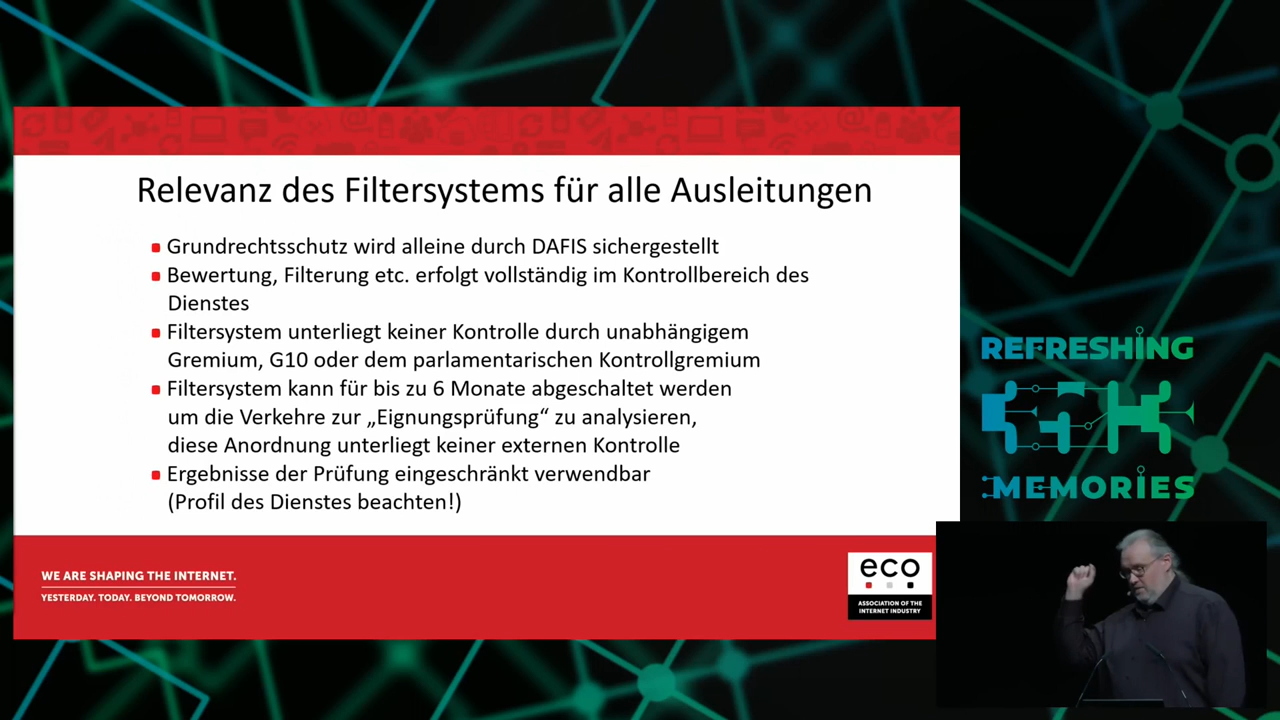 Relevanz des Filtersystems für alle Ausleitungen
Grundrechtsschutz wird alleine durch DAFIS sichergestellt
Bewertung, Filterung etc. erfolgt vollständig im Kontrollbereich des
Dienstes
Filtersystem unterliegt keiner Kontrolle durch unabhängigem
Gremium, G10 oder dem parlamentarischen Kontrollgremium
Filtersystem kann für bis zu 6 Monate abgeschaltet werden
um die Verkehre zur „Eignungsprüfung“ zu analysieren,
diese Anordnung unterliegt keiner externen Kontrolle
Ergebnisse der Prüfung eingeschränkt verwendbar
(Profil des Dienstes beachten!)
WE ARE SHAPING THE INTERNET.
YESTERDAY. TODAY. BEYOND TOMORROW.
eco
ASSOCIATION OF THE
INTERNET INDUSTRY
REFRESHING
MEMORIES